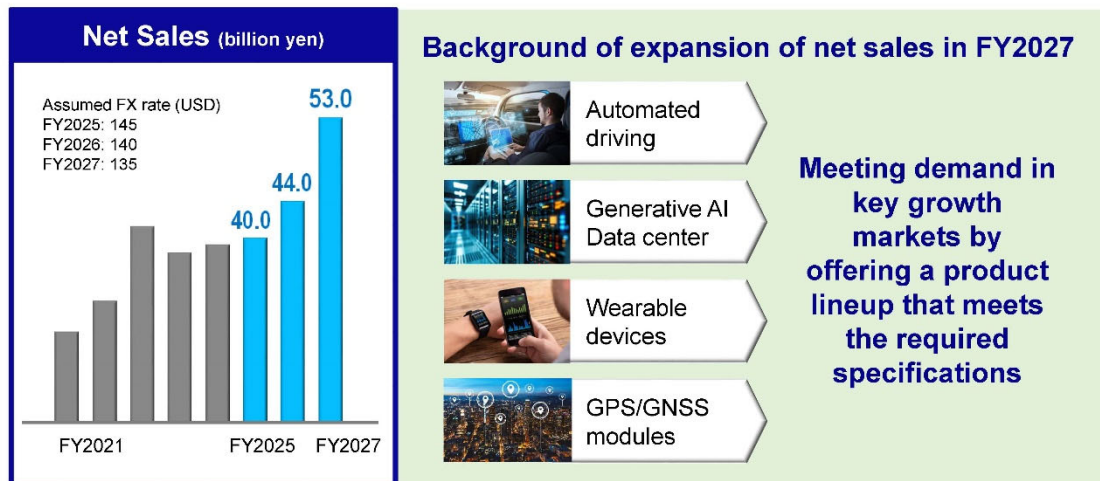 Net Sales (billion yen)
Assumed FX rate (USD)
FY2025: 145
FY2026: 140
FY2027: 135
40.0
44.0
53.0
FY2021
FY2025
FY2027
Background of expansion of net sales in FY2027
Automated
driving
Generative AI
Data center
Wearable
devices
GPS/GNSS
modules
Meeting demand in
key growth
markets by
offering a product
lineup that meets
the required
specifications